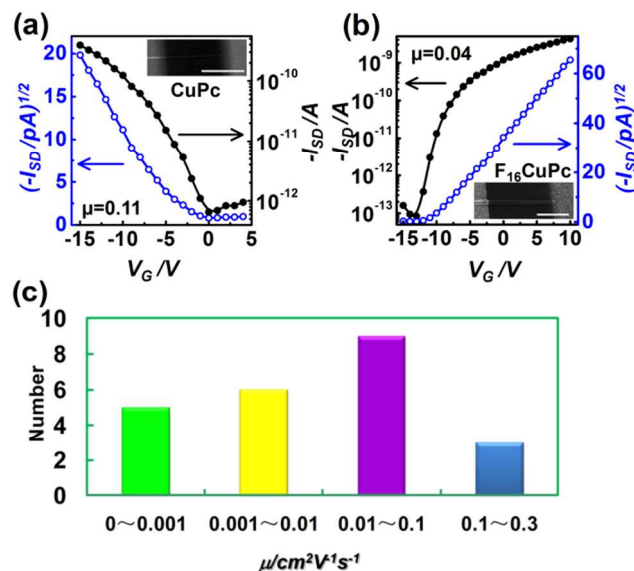 (a)
20
15
10
5
0
(-I_SD/pA)^1/2
CuPc
μ=0.11
10^-10
10^-11
10^-12
-I_SD/A
-15 -10 -5 0 5
V_G/V
(b)
-I_SD/A
10^-9
10^-10
10^-11
10^-12
10^-13
μ=0.04
F_16CuPc
60
40
20
0
(-I_SD/pA)^1/2
-15 -10 -5 0 5 10
V_G/V
(c)
Number
10
8
6
4
2
0
0～0.001 0.001～0.01 0.01～0.1 0.1～0.3
μ/cm²V⁻¹s⁻¹